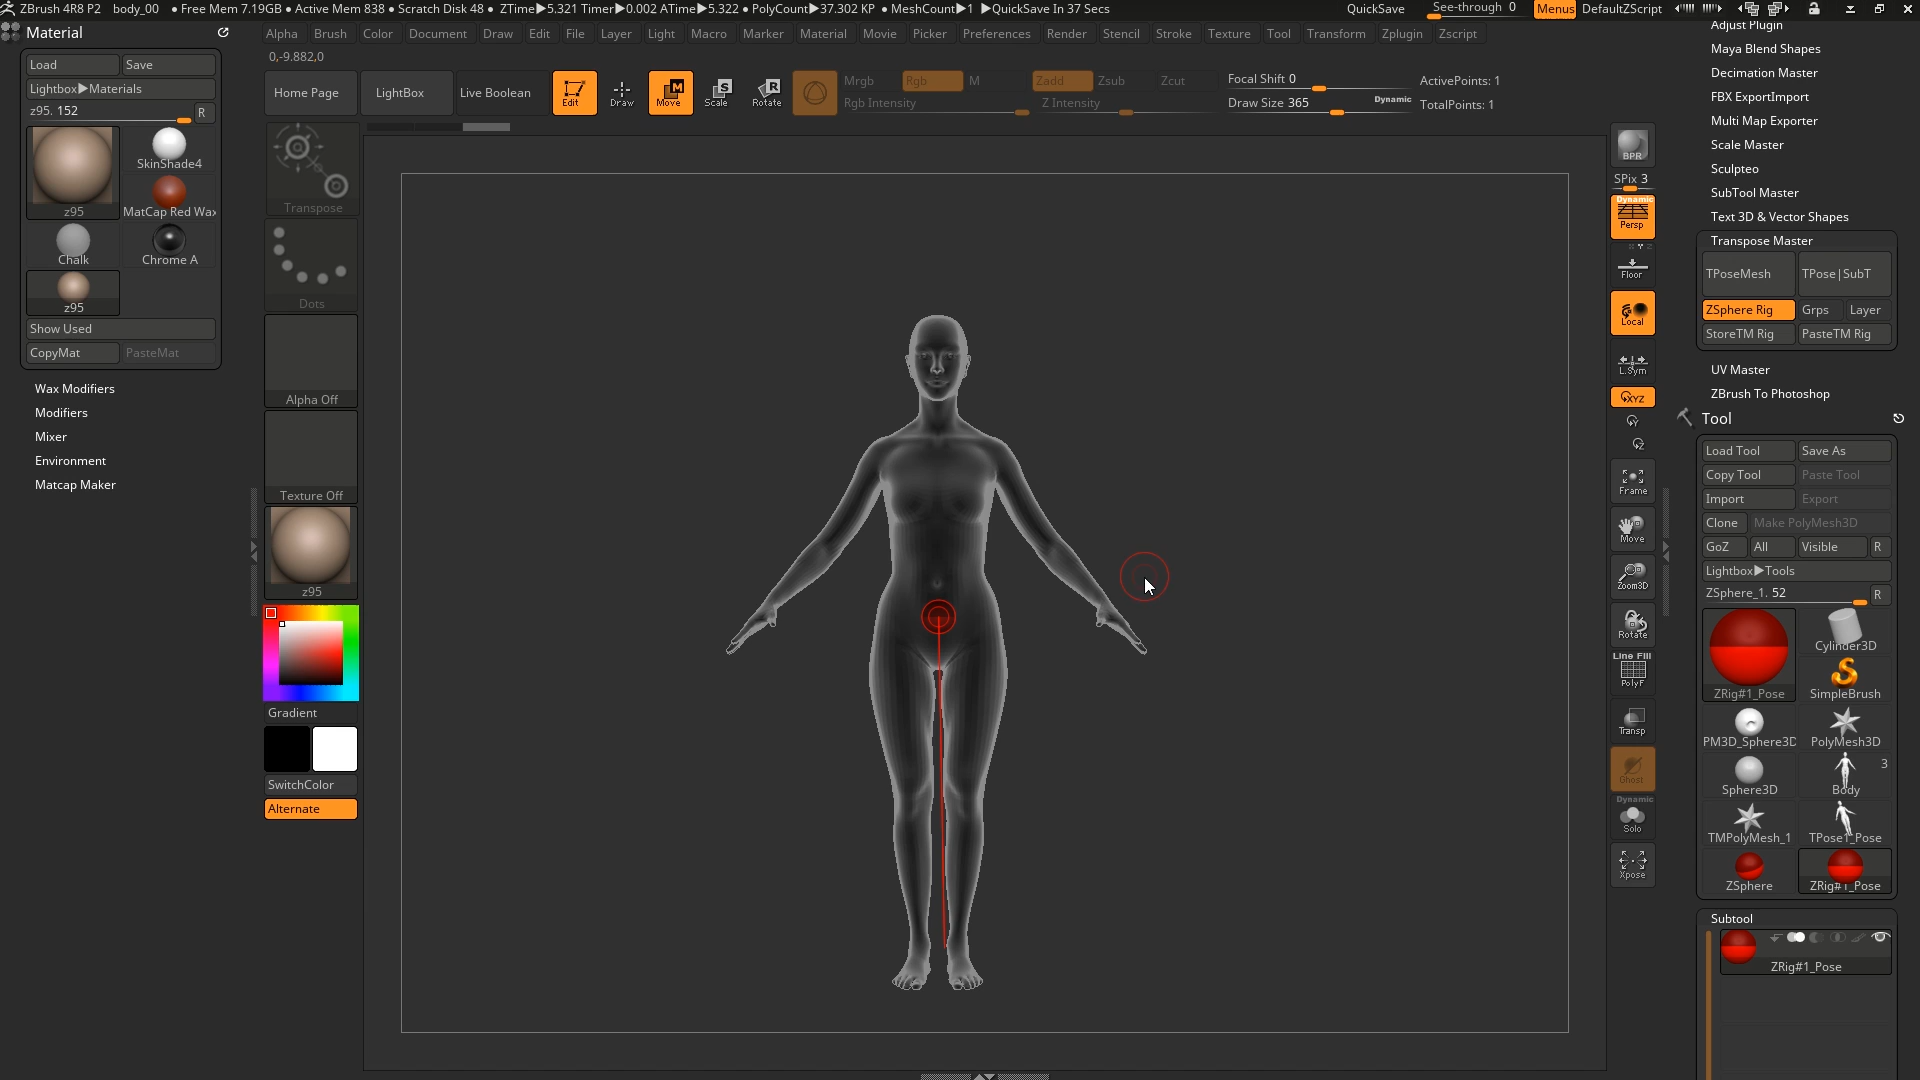 ZBrush 4R8 P2 body_00 ● Free Mem 7.19GB ● Active Mem 838 ● Scratch Disk 48 ● ZTime▶5.321 Timer▶0.002 ATime▶5.322 ● PolyCount▶37.302 KP ● MeshCount▶1 ▶QuickSave In 37 Secs QuickSave See-through 0 Menus DefaultZScript
Material
Alpha Brush Color Document Draw Edit File Layer Light Macro Marker Material Movie Picker Preferences Render Stencil Stroke Texture Tool Transform Zplugin Zscript
0,-9.882,0
Load Save
Lightbox▶Materials
z95. 152 R
SkinShade4
z95
MatCap Red Wax
Chalk
Chrome A
z95
Show Used
CopyMat PasteMat
Wax Modifiers
Modifiers
Mixer
Environment
Matcap Maker
Home Page LightBox Live Boolean
Edit Draw Move Scale Rotate
Mrgb Rgb M
Rgb Intensity
Zadd Zsub Zcut
Z Intensity
Focal Shift 0
Draw Size 365 Dynamic
ActivePoints: 1
TotalPoints: 1
Transpose
Dots
Alpha Off
Texture Off
z95
Gradient
SwitchColor
Alternate
BPR
SPix 3
Dynamic
Persp
Floor
Local
L.Sym
XYZ
Y
Z
Frame
Move
Zoom3D
Rotate
Line Fill
PolyF
Transp
Ghost
Dynamic
Solo
Xpose
Adjust Plugin
Maya Blend Shapes
Decimation Master
FBX ExportImport
Multi Map Exporter
Scale Master
Sculpteo
SubTool Master
Text 3D & Vector Shapes
Transpose Master
TPoseMesh TPose|SubT
ZSphere Rig Grps Layer
StoreTM Rig PasteTM Rig
UV Master
ZBrush To Photoshop
Tool
Load Tool Save As
Copy Tool Paste Tool
Import Export
Clone Make PolyMesh3D
GoZ All Visible R
Lightbox▶Tools
ZSphere_1. 52 R
Cylinder3D
ZRig#1_Pose SimpleBrush
PM3D_Sphere3D PolyMesh3D
3
Sphere3D Body
TMPolyMesh_1 TPose1_Pose
ZSphere ZRig#1_Pose
Subtool
ZRig#1_Pose